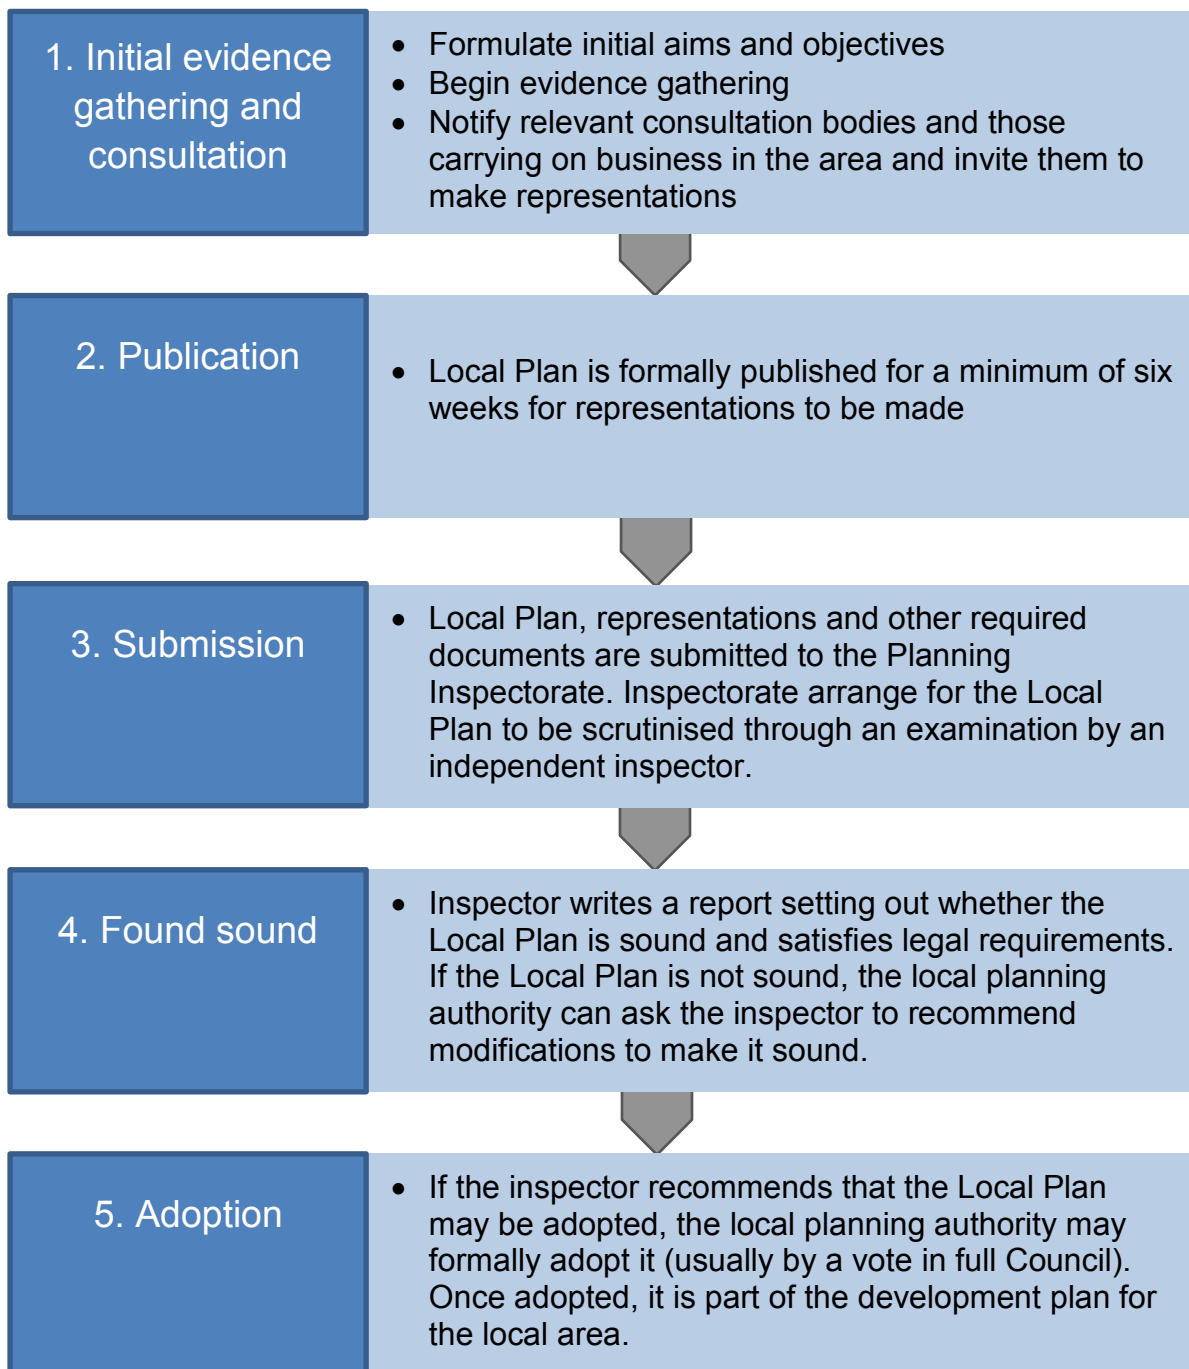 1. Initial evidence
gathering and
consultation
• Formulate initial aims and objectives
• Begin evidence gathering
• Notify relevant consultation bodies and those
carrying on business in the area and invite them to
make representations
2. Publication
• Local Plan is formally published for a minimum of six
weeks for representations to be made
3. Submission
• Local Plan, representations and other required
documents are submitted to the Planning
Inspectorate. Inspectorate arrange for the Local
Plan to be scrutinised through an examination by an
independent inspector.
4. Found sound
• Inspector writes a report setting out whether the
Local Plan is sound and satisfies legal requirements.
If the Local Plan is not sound, the local planning
authority can ask the inspector to recommend
modifications to make it sound.
5. Adoption
• If the inspector recommends that the Local Plan
may be adopted, the local planning authority may
formally adopt it (usually by a vote in full Council).
Once adopted, it is part of the development plan for
the local area.